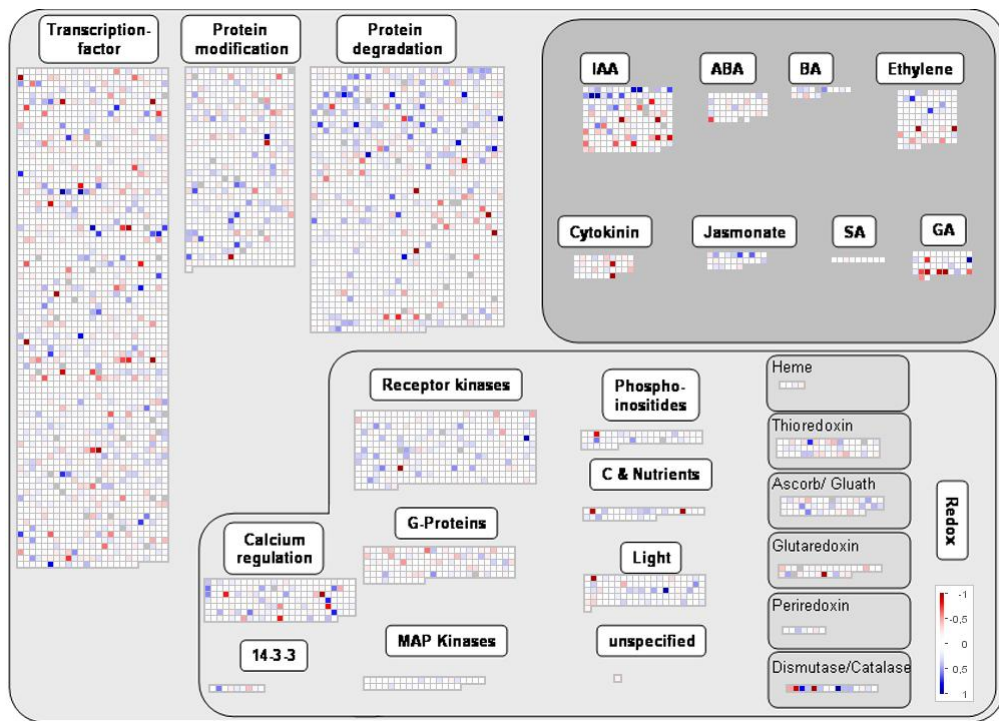 Transcription-
factor
Protein
modification
Protein
degradation
IAA
ABA
BA
Ethylene
Cytokinin
Jasmonate
SA
GA
Receptor kinases
Phospho-
inositides
C & Nutrients
G-Proteins
Calcium
regulation
Light
14-3-3
MAP Kinases
unspecified
Heme
Thioredoxin
Ascorb/ Gluath
Glutaredoxin
Periredoxin
Dismutase/Catalase
Redox
-1
-0,5
0
0,5
1